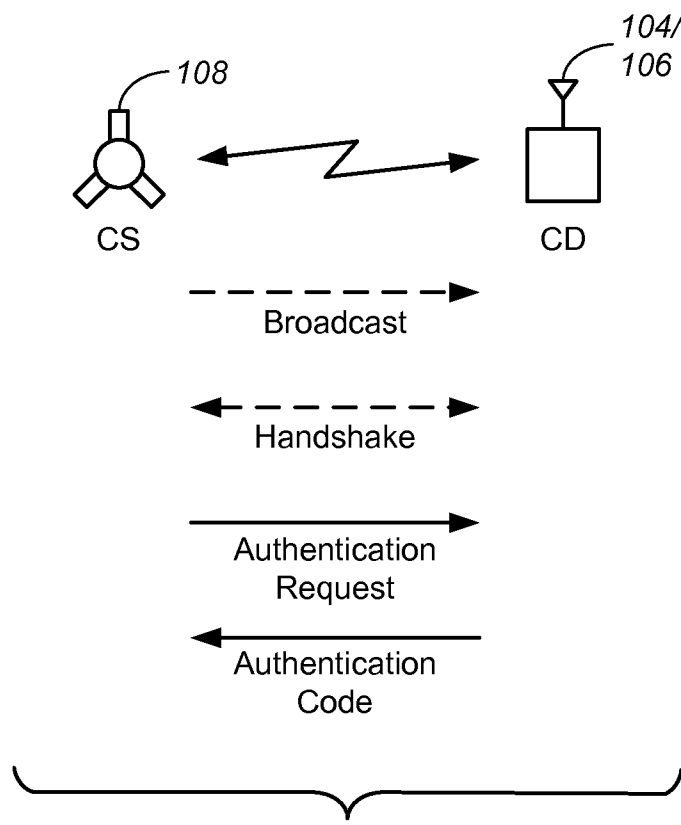 104/
106
108
CS
CD
Broadcast
Handshake
Authentication
Request
Authentication
Code